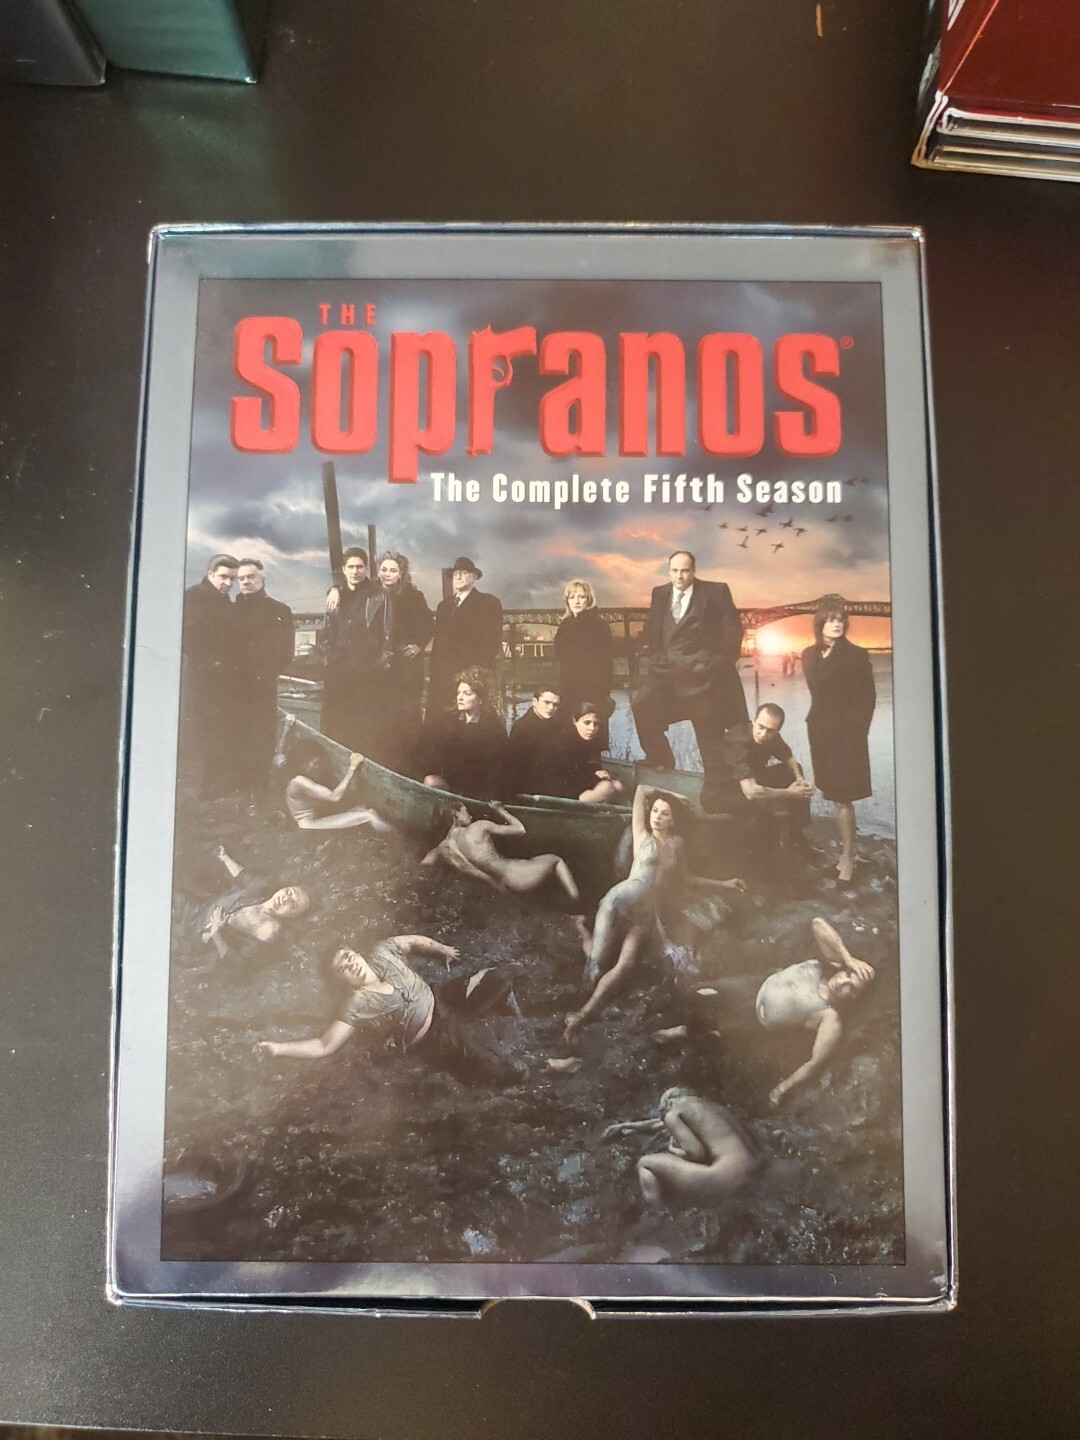 THE
Sopranos®
The Complete Fifth Season